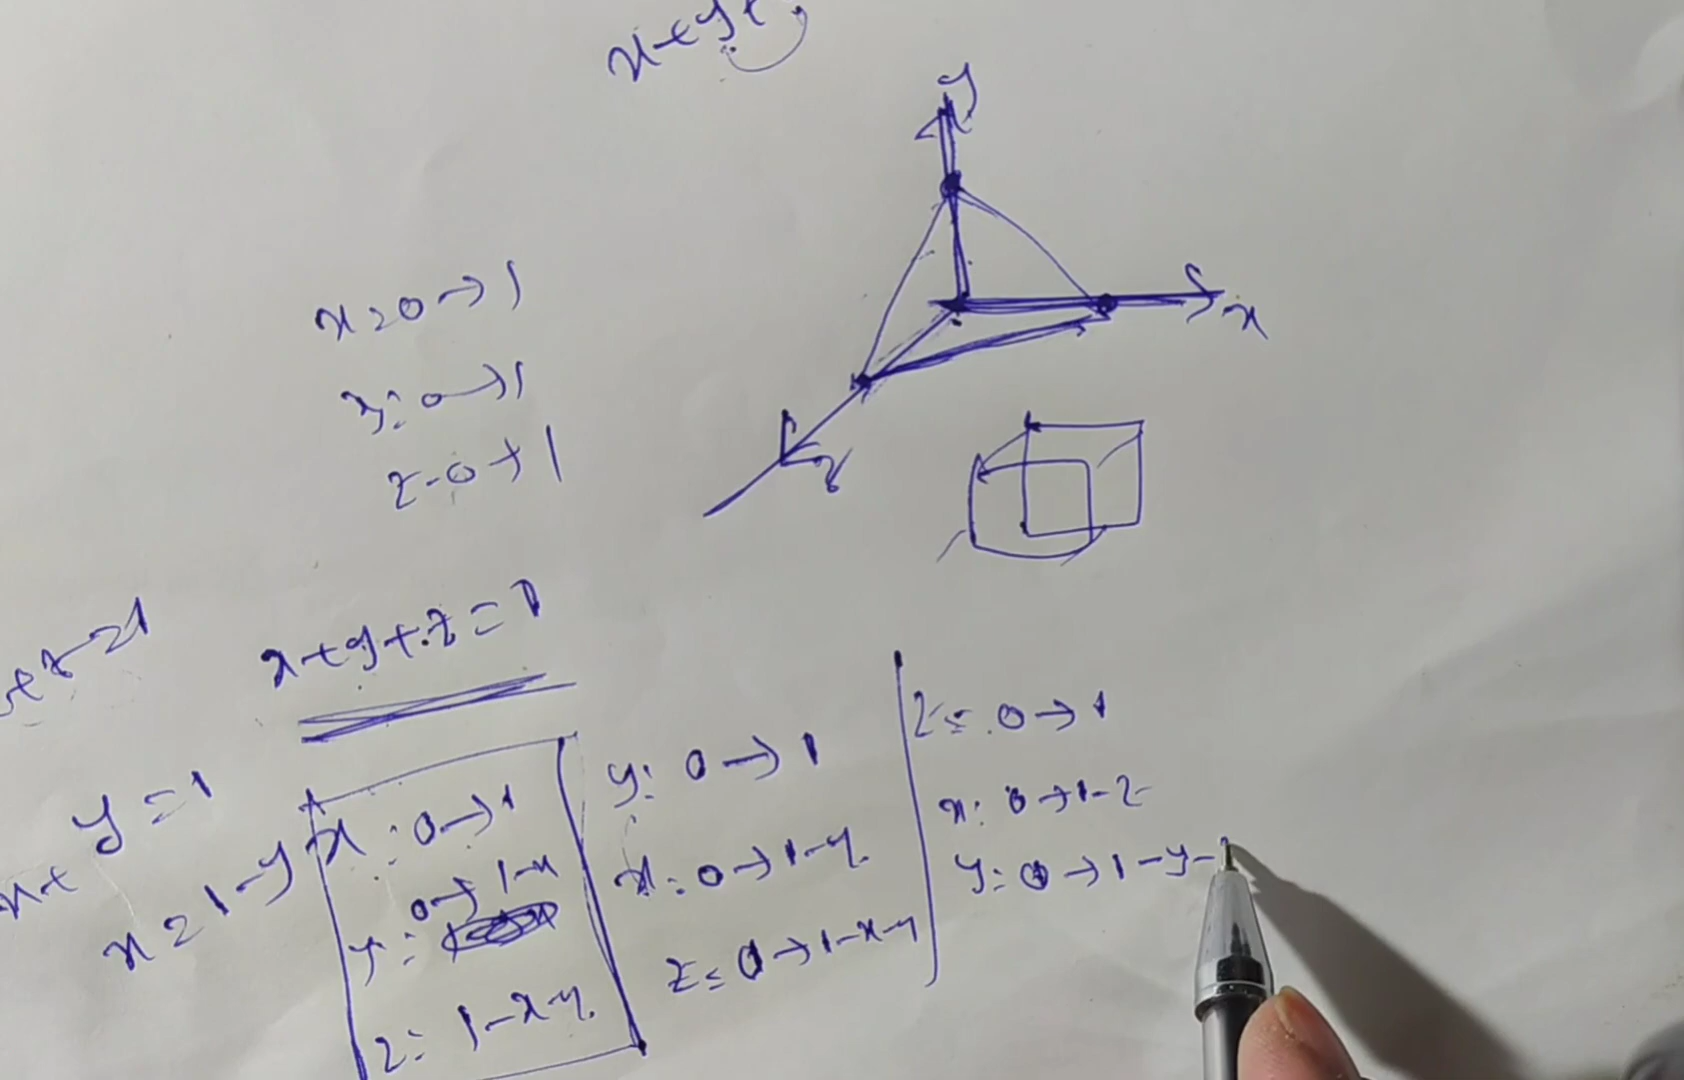 x+y+
y
x
z
x=0→1
y:0→1
z-0→1
x+y+z=1
+z=1
x+y=1
x=1-y
x:0→1
y:0→1-x
z:1-x-y
y:0→1
x:0→1-y
z=0→1-x-y
z=0→1
x:0→1-z
y=0→1-y-